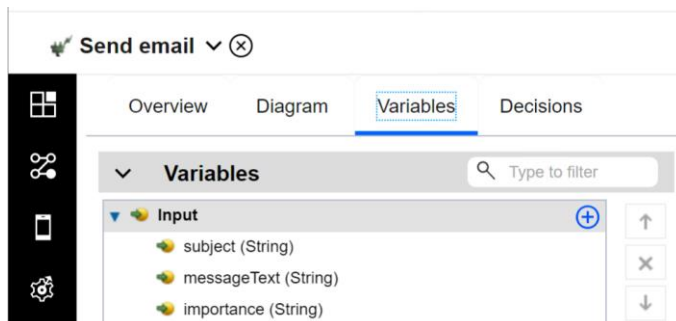 Send email
Overview Diagram Variables Decisions
Variables Type to filter
Input
subject (String)
messageText (String)
importance (String)